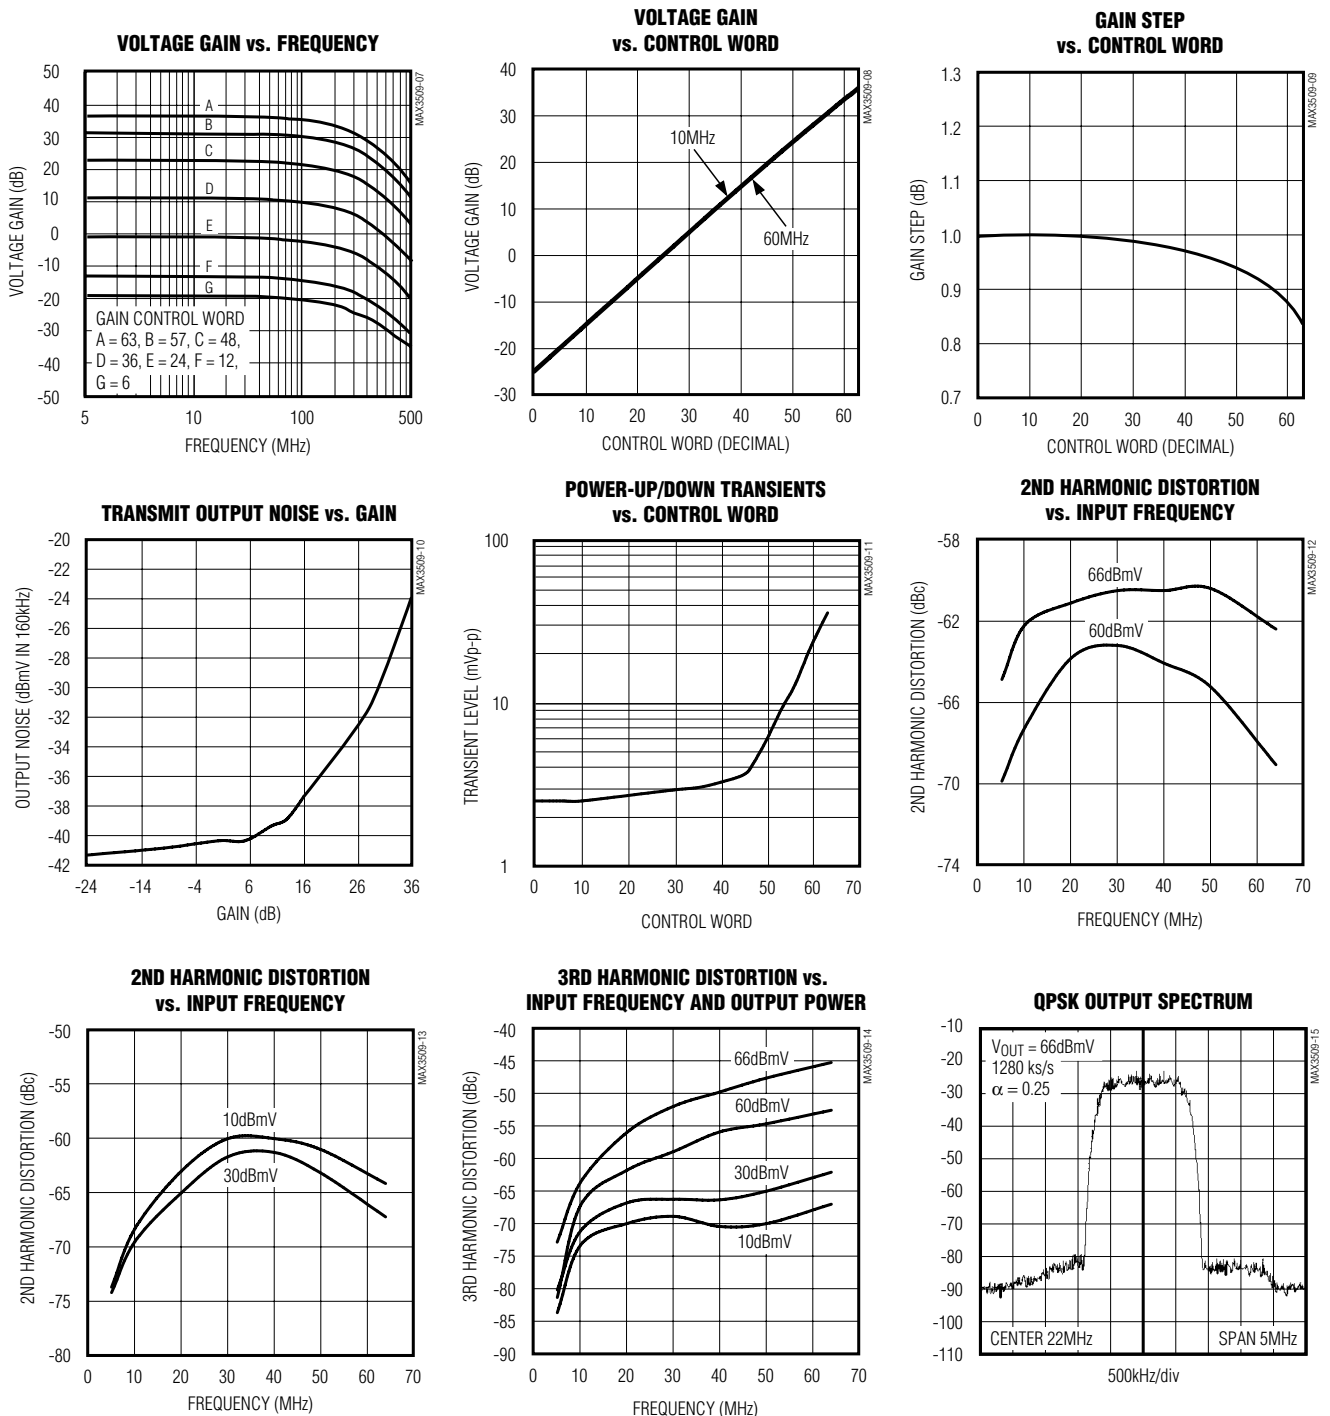 VOLTAGE GAIN vs. FREQUENCY
50
40
30
20
10
0
-10
-20
-30
-40
-50
VOLTAGE GAIN (dB)
A
B
C
D
E
F
G
GAIN CONTROL WORD
A = 63, B = 57, C = 48,
D = 36, E = 24, F = 12,
G = 6
5 10 100 500
FREQUENCY (MHz)
MAX3509-07
VOLTAGE GAIN
vs. CONTROL WORD
40
30
20
10
0
-10
-20
-30
VOLTAGE GAIN (dB)
10MHz
60MHz
0 10 20 30 40 50 60
CONTROL WORD (DECIMAL)
MAX3509-08
GAIN STEP
vs. CONTROL WORD
1.3
1.2
1.1
1.0
0.9
0.8
0.7
GAIN STEP (dB)
0 10 20 30 40 50 60
CONTROL WORD (DECIMAL)
MAX3509-09
TRANSMIT OUTPUT NOISE vs. GAIN
-20
-22
-24
-26
-28
-30
-32
-34
-36
-38
-40
-42
OUTPUT NOISE (dBmV IN 160kHz)
-24 -14 -4 6 16 26 36
GAIN (dB)
MAX3509-10
POWER-UP/DOWN TRANSIENTS
vs. CONTROL WORD
100
10
1
TRANSIENT LEVEL (mVp-p)
0 10 20 30 40 50 60 70
CONTROL WORD
MAX3509-11
2ND HARMONIC DISTORTION
vs. INPUT FREQUENCY
-58
-62
-66
-70
-74
2ND HARMONIC DISTORTION (dBc)
66dBmV
60dBmV
0 10 20 30 40 50 60 70
FREQUENCY (MHz)
MAX3509-12
2ND HARMONIC DISTORTION
vs. INPUT FREQUENCY
-50
-55
-60
-65
-70
-75
-80
2ND HARMONIC DISTORTION (dBc)
10dBmV
30dBmV
0 10 20 30 40 50 60 70
FREQUENCY (MHz)
MAX3509-13
3RD HARMONIC DISTORTION vs.
INPUT FREQUENCY AND OUTPUT POWER
-40
-45
-50
-55
-60
-65
-70
-75
-80
-85
-90
3RD HARMONIC DISTORTION (dBc)
66dBmV
60dBmV
30dBmV
10dBmV
0 10 20 30 40 50 60 70
FREQUENCY (MHz)
MAX3509-14
QPSK OUTPUT SPECTRUM
-10
-20
-30
-40
-50
-60
-70
-80
-90
-100
-110
VOUT = 66dBmV
1280 ks/s
α = 0.25
CENTER 22MHz SPAN 5MHz
500kHz/div
MAX3509-15